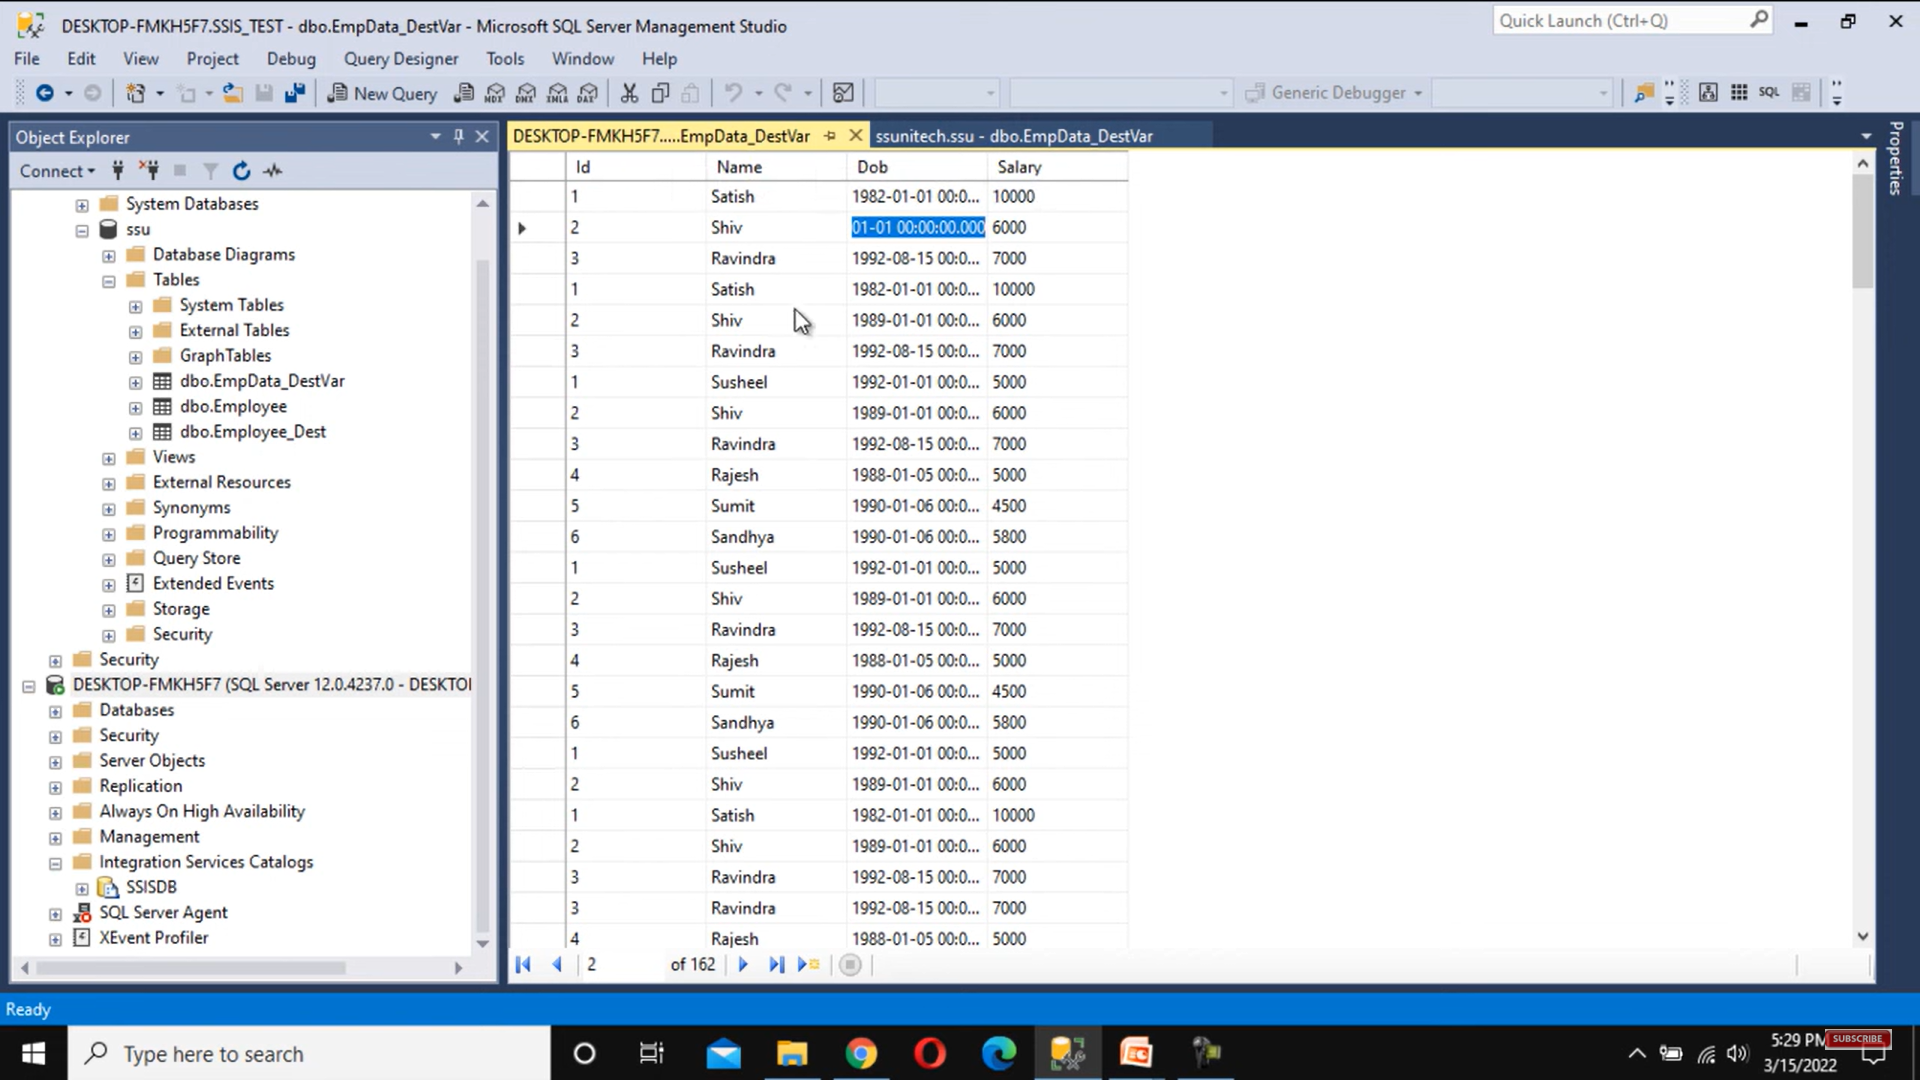 DESKTOP-FMKH5F7.SSIS_TEST - dbo.EmpData_DestVar - Microsoft SQL Server Management Studio
Quick Launch (Ctrl+Q)
File Edit View Project Debug Query Designer Tools Window Help
New Query MDX DMX XMLA DAX Generic Debugger SQL
Object Explorer
Connect
System Databases
ssu
Database Diagrams
Tables
System Tables
External Tables
GraphTables
dbo.EmpData_DestVar
dbo.Employee
dbo.Employee_Dest
Views
External Resources
Synonyms
Programmability
Query Store
Extended Events
Storage
Security
Security
DESKTOP-FMKH5F7 (SQL Server 12.0.4237.0 - DESKTO
Databases
Security
Server Objects
Replication
Always On High Availability
Management
Integration Services Catalogs
SSISDB
SQL Server Agent
XEvent Profiler
DESKTOP-FMKH5F7.....EmpData_DestVar ssunitech.ssu - dbo.EmpData_DestVar
Properties
Id Name Dob Salary
1 Satish 1982-01-01 00:0... 10000
2 Shiv 01-01 00:00:00.000 6000
3 Ravindra 1992-08-15 00:0... 7000
1 Satish 1982-01-01 00:0... 10000
2 Shiv 1989-01-01 00:0... 6000
3 Ravindra 1992-08-15 00:0... 7000
1 Susheel 1992-01-01 00:0... 5000
2 Shiv 1989-01-01 00:0... 6000
3 Ravindra 1992-08-15 00:0... 7000
4 Rajesh 1988-01-05 00:0... 5000
5 Sumit 1990-01-06 00:0... 4500
6 Sandhya 1990-01-06 00:0... 5800
1 Susheel 1992-01-01 00:0... 5000
2 Shiv 1989-01-01 00:0... 6000
3 Ravindra 1992-08-15 00:0... 7000
4 Rajesh 1988-01-05 00:0... 5000
5 Sumit 1990-01-06 00:0... 4500
6 Sandhya 1990-01-06 00:0... 5800
1 Susheel 1992-01-01 00:0... 5000
2 Shiv 1989-01-01 00:0... 6000
1 Satish 1982-01-01 00:0... 10000
2 Shiv 1989-01-01 00:0... 6000
3 Ravindra 1992-08-15 00:0... 7000
3 Ravindra 1992-08-15 00:0... 7000
4 Rajesh 1988-01-05 00:0... 5000
2 of 162
Ready
Type here to search
5:29 PM
3/15/2022
SUBSCRIBE